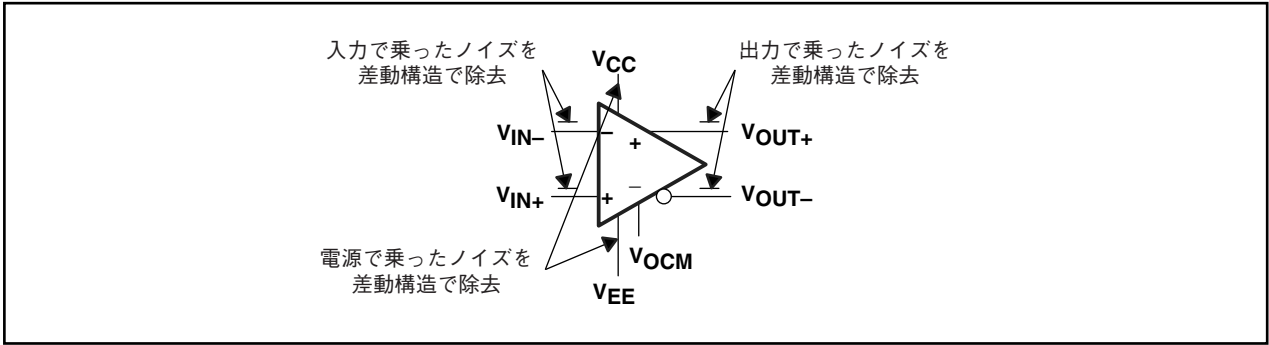 入力で乗ったノイズを
差動構造で除去
VCC
出力で乗ったノイズを
差動構造で除去
VIN–
–
+
VOUT+
VIN+
+
–
VOUT–
電源で乗ったノイズを
差動構造で除去
VOCM
VEE